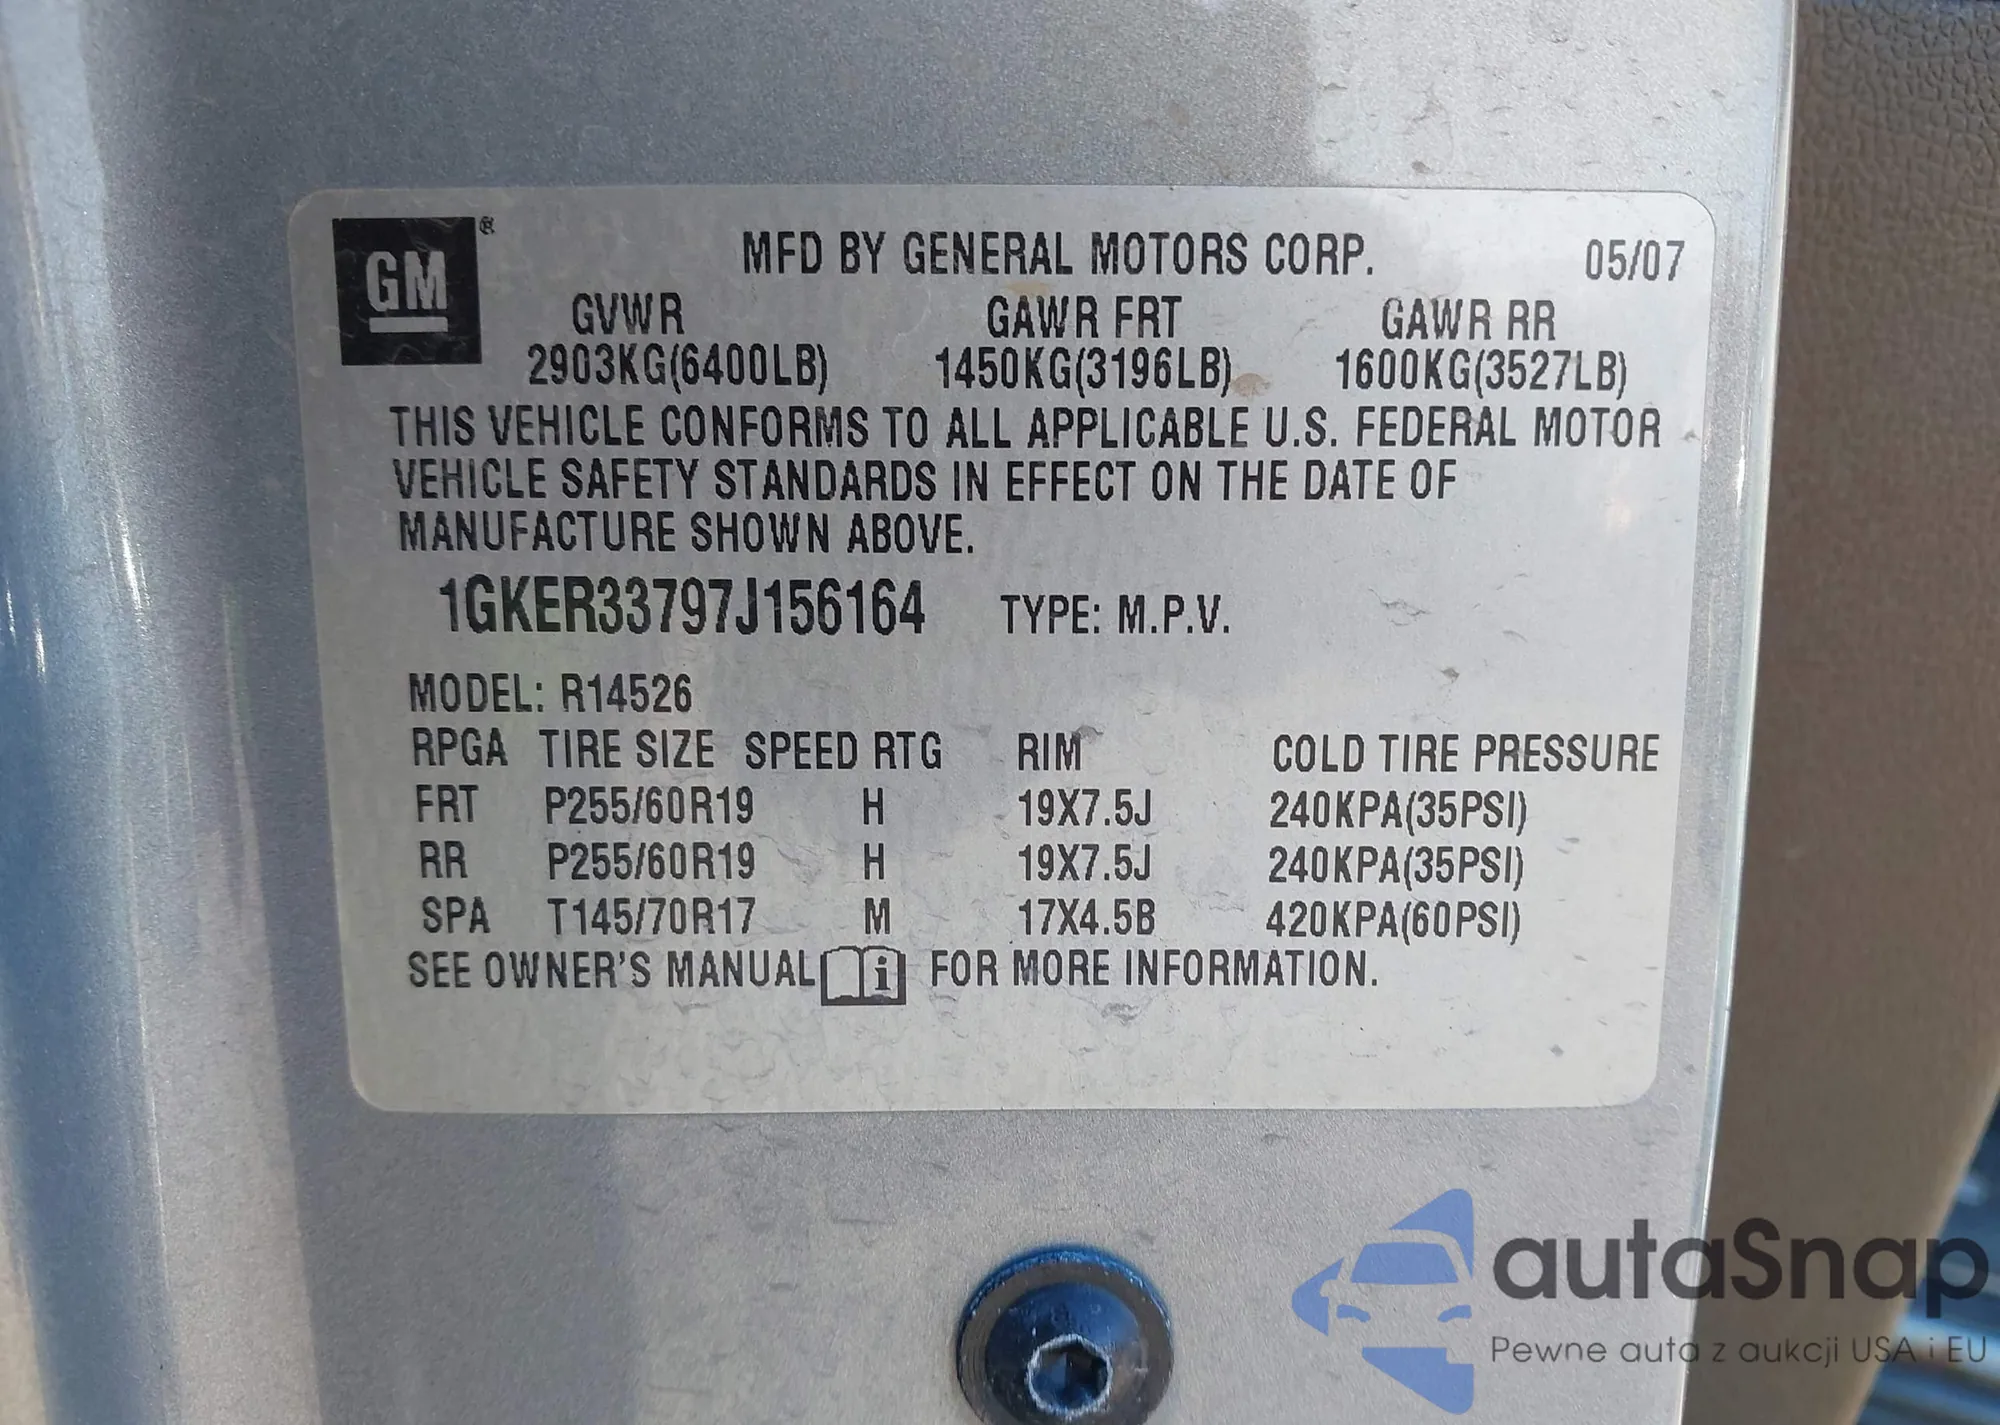 GM ®
MFD BY GENERAL MOTORS CORP. 05/07
GVWR GAWR FRT GAWR RR
2903KG(6400LB) 1450KG(3196LB) 1600KG(3527LB)
THIS VEHICLE CONFORMS TO ALL APPLICABLE U.S. FEDERAL MOTOR
VEHICLE SAFETY STANDARDS IN EFFECT ON THE DATE OF
MANUFACTURE SHOWN ABOVE.
1GKER33797J156164 TYPE: M.P.V.
MODEL: R14526
RPGA TIRE SIZE SPEED RTG RIM COLD TIRE PRESSURE
FRT P255/60R19 H 19X7.5J 240KPA(35PSI)
RR P255/60R19 H 19X7.5J 240KPA(35PSI)
SPA T145/70R17 M 17X4.5B 420KPA(60PSI)
SEE OWNER'S MANUAL i FOR MORE INFORMATION.
autaSnap
Pewne auta z aukcji USA i EU